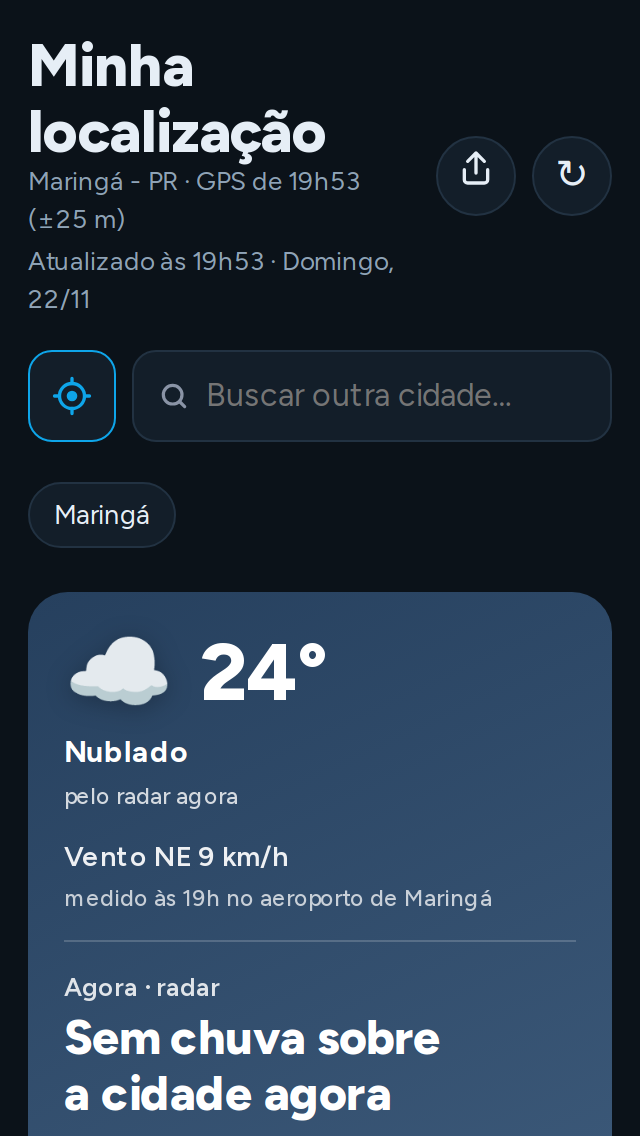 Minha
localização
Maringá - PR · GPS de 19h53
(±25 m)
Atualizado às 19h53 · Domingo,
22/11
↻
Buscar outra cidade...
Maringá
24°
Nublado
pelo radar agora
Vento NE 9 km/h
medido às 19h no aeroporto de Maringá
Agora · radar
Sem chuva sobre
a cidade agora